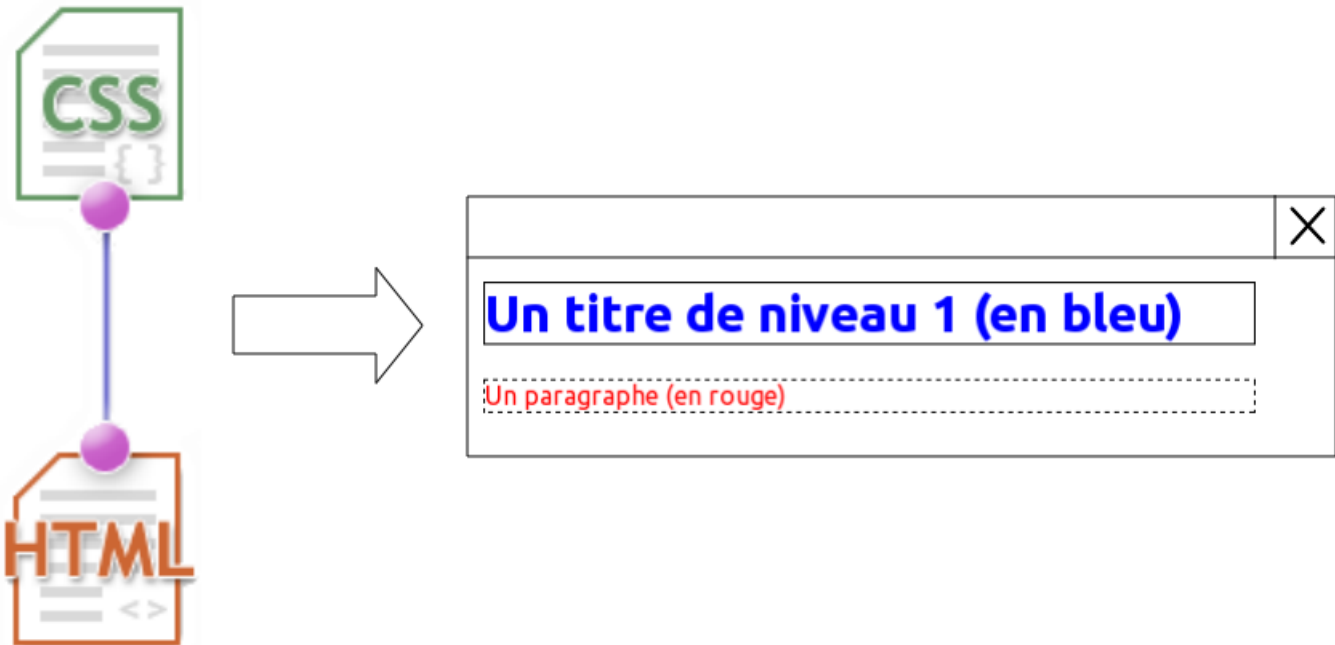 CSS
{ }
Un titre de niveau 1 (en bleu)
Un paragraphe (en rouge)
HTML
< >